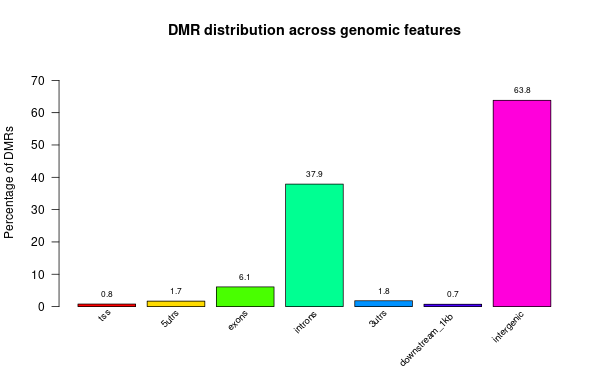 DMR distribution across genomic features
Percentage of DMRs
70
60
50
40
30
20
10
0
0.8
1.7
6.1
37.9
1.8
0.7
63.8
tss
5utrs
exons
introns
3utrs
downstream_1kb
intergenic